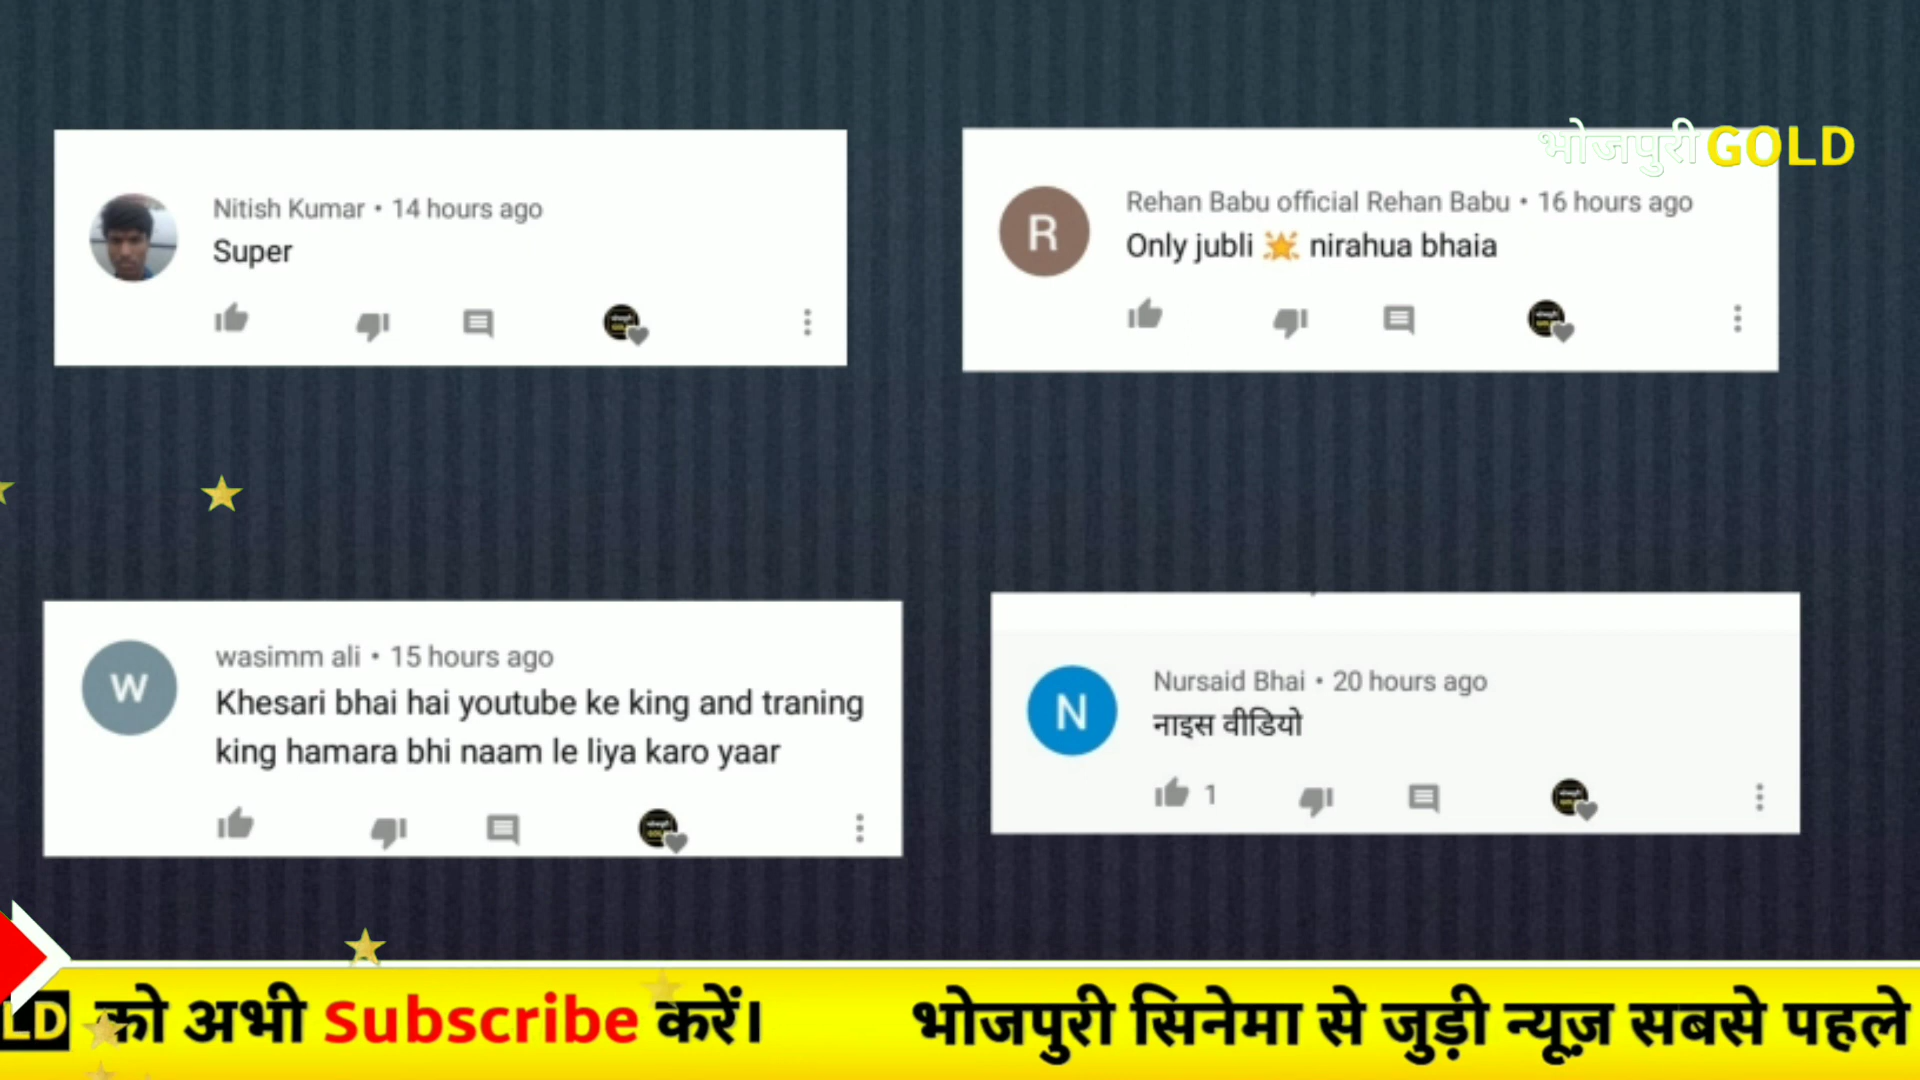 भोजपुरी GOLD
Nitish Kumar • 14 hours ago
Super
R
Rehan Babu official Rehan Babu • 16 hours ago
Only jubli 🌟 nirahua bhaia
W
wasimm ali • 15 hours ago
Khesari bhai hai youtube ke king and traning
king hamara bhi naam le liya karo yaar
N
Nursaid Bhai • 20 hours ago
नाइस वीडियो
1
LD को अभी Subscribe करें। भोजपुरी सिनेमा से जुड़ी न्यूज़ सबसे पहले